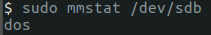 $ sudo mmstat /dev/sdb
dos